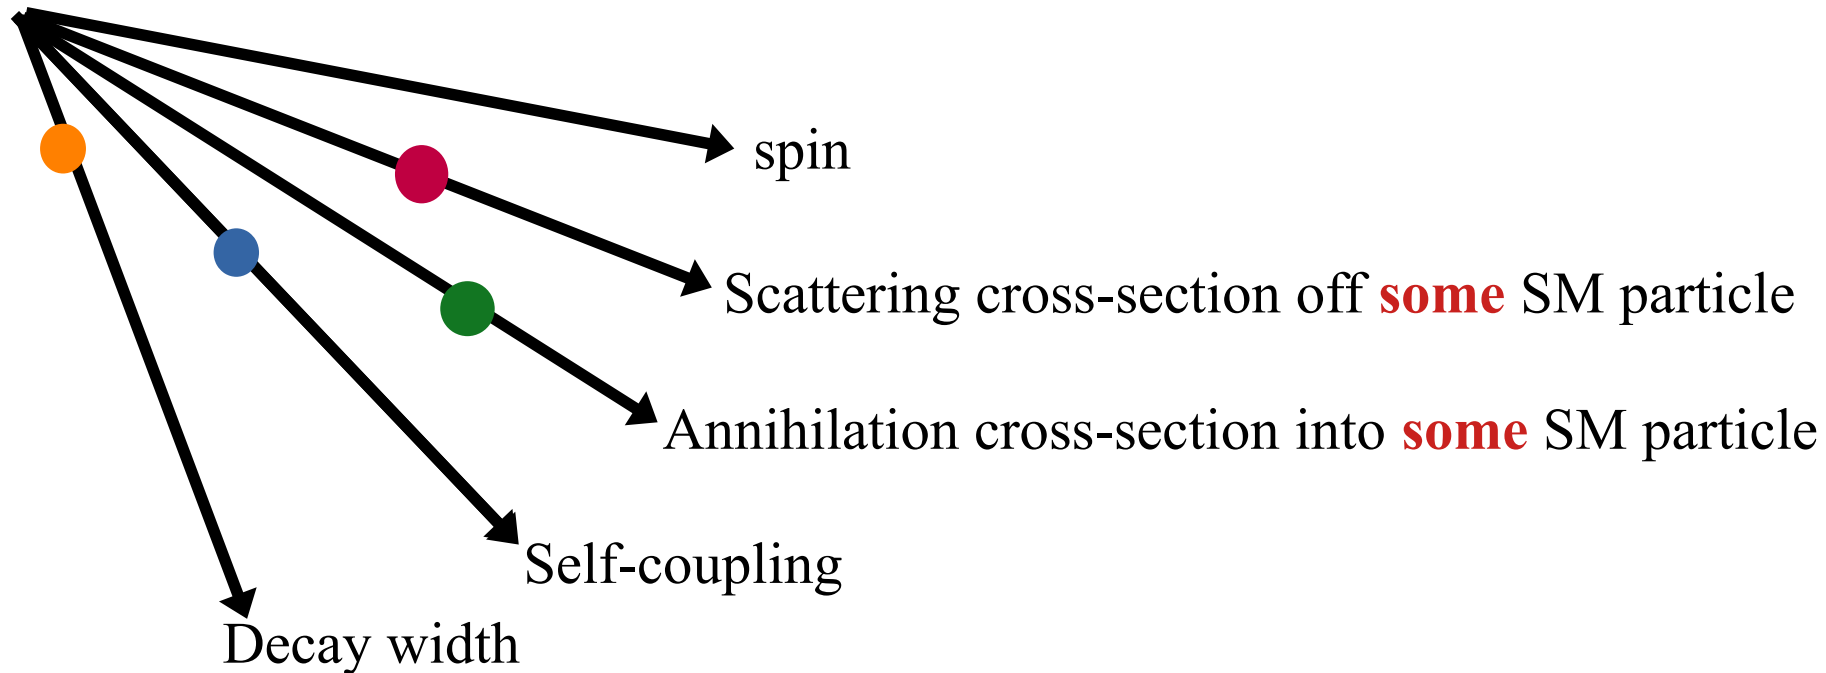 spin
Scattering cross-section off some SM particle
Annihilation cross-section into some SM particle
Self-coupling
Decay width